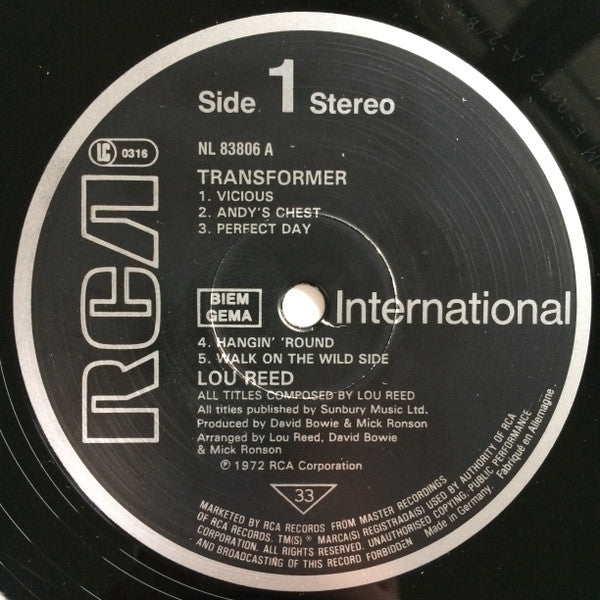 Side 1 Stereo
LC 0316
NL 83806 A
TRANSFORMER
1. VICIOUS
2. ANDY'S CHEST
3. PERFECT DAY
RCA
BIEM
GEMA
International
4. HANGIN' 'ROUND
5. WALK ON THE WILD SIDE
LOU REED
ALL TITLES COMPOSED BY LOU REED
All titles published by Sunbury Music Ltd.
Produced by David Bowie & Mick Ronson
Arranged by Lou Reed, David Bowie
& Mick Ronson
℗ 1972 RCA Corporation
33
MARKETED BY RCA RECORDS FROM MASTER RECORDINGS
OF RCA RECORDS. TM(S) ® MARCA(S) REGISTRADA(S) USED BY AUTHORITY OF RCA
CORPORATION. ALL RIGHTS RESERVED. UNAUTHORISED COPYING, PUBLIC PERFORMANCE
AND BROADCASTING OF THIS RECORD FORBIDDEN
Made in Germany. Fabriqué en Allemagne